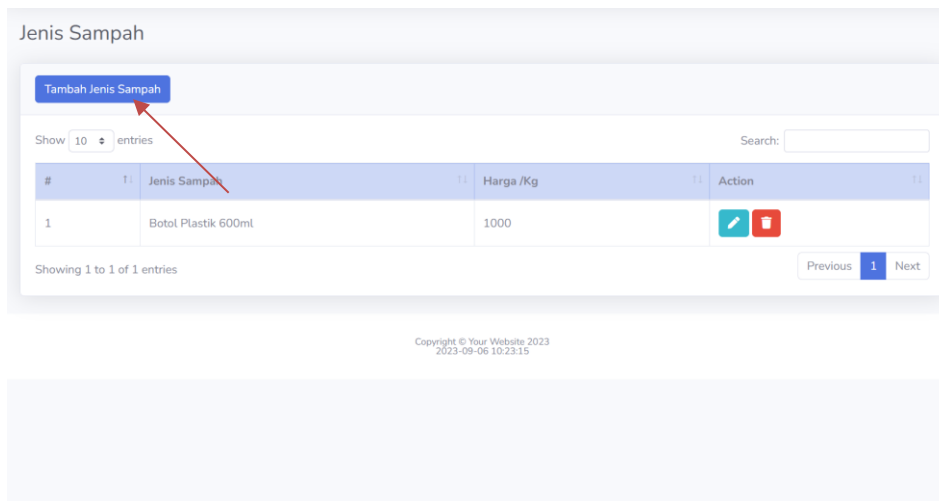 Jenis Sampah
Tambah Jenis Sampah
Show 10 entries
Search:
# Jenis Sampah Harga /Kg Action
1 Botol Plastik 600ml 1000
Showing 1 to 1 of 1 entries
Previous 1 Next
Copyright © Your Website 2023
2023-09-06 10:23:15